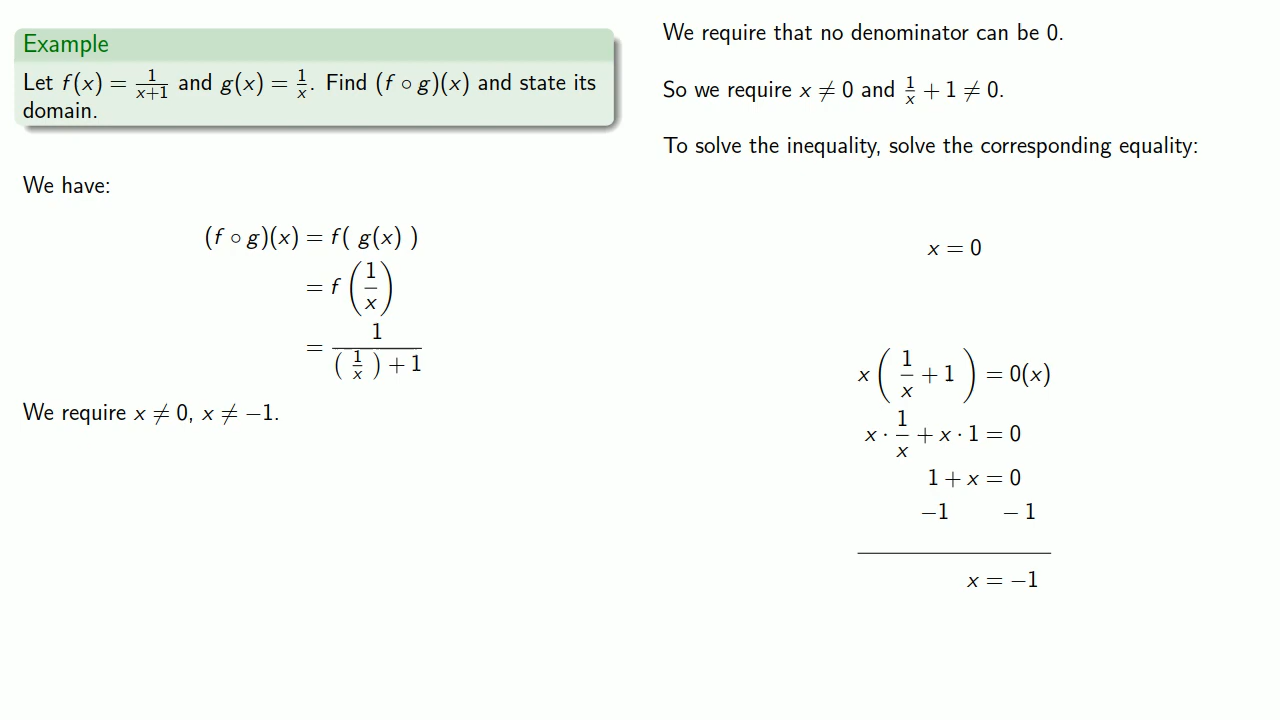 Example
Let f(x) = 1/(x+1) and g(x) = 1/x. Find (f ∘ g)(x) and state its
domain.
We have:
(f ∘ g)(x) = f( g(x) )
= f (1/x)
= 1/((1/x) + 1)
We require x ≠ 0, x ≠ −1.
We require that no denominator can be 0.
So we require x ≠ 0 and 1/x + 1 ≠ 0.
To solve the inequality, solve the corresponding equality:
x = 0
x (1/x + 1) = 0(x)
x · 1/x + x · 1 = 0
1 + x = 0
−1 − 1
x = −1